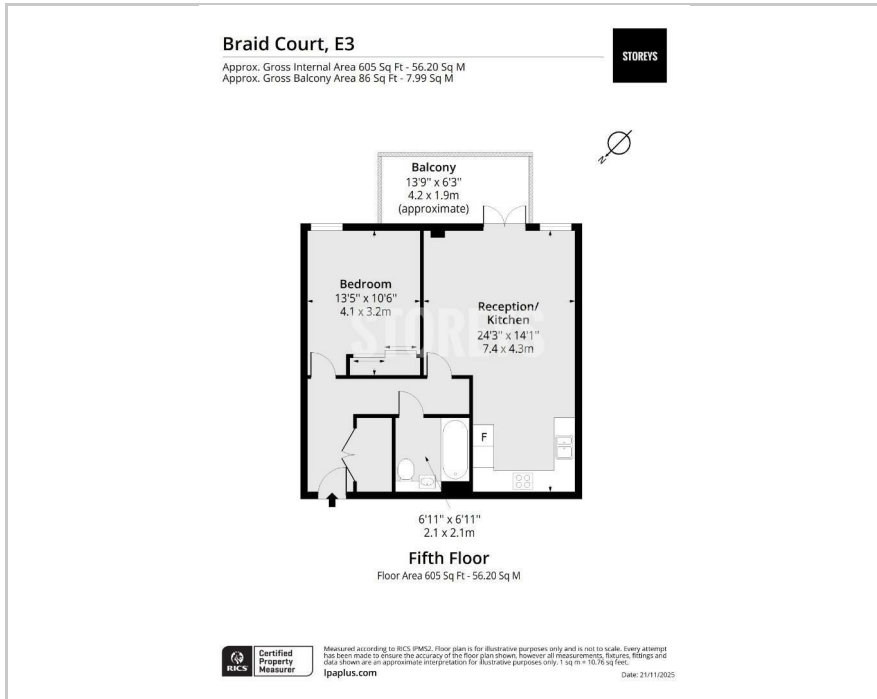 Braid Court, E3
Approx. Gross Internal Area 605 Sq Ft - 56.20 Sq M
Approx. Gross Balcony Area 86 Sq Ft - 7.99 Sq M
STOREYS
N
Balcony
13'9" x 6'3"
4.2 x 1.9m
(approximate)
Bedroom
13'5" x 10'6"
4.1 x 3.2m
Reception/
Kitchen
24'3" x 14'1"
7.4 x 4.3m
STOREYS
F
6'11" x 6'11"
2.1 x 2.1m
Fifth Floor
Floor Area 605 Sq Ft - 56.20 Sq M
RICS
Certified
Property
Measurer
Measured according to RICS IPMS2. Floor plan is for illustrative purposes only and is not to scale. Every attempt
has been made to ensure the accuracy of the floor plan shown, however all measurements, fixtures, fittings and
data shown are an approximate interpretation for illustrative purposes only. 1 sq m = 10.76 sq feet.
lpaplus.com
Date: 21/11/2025